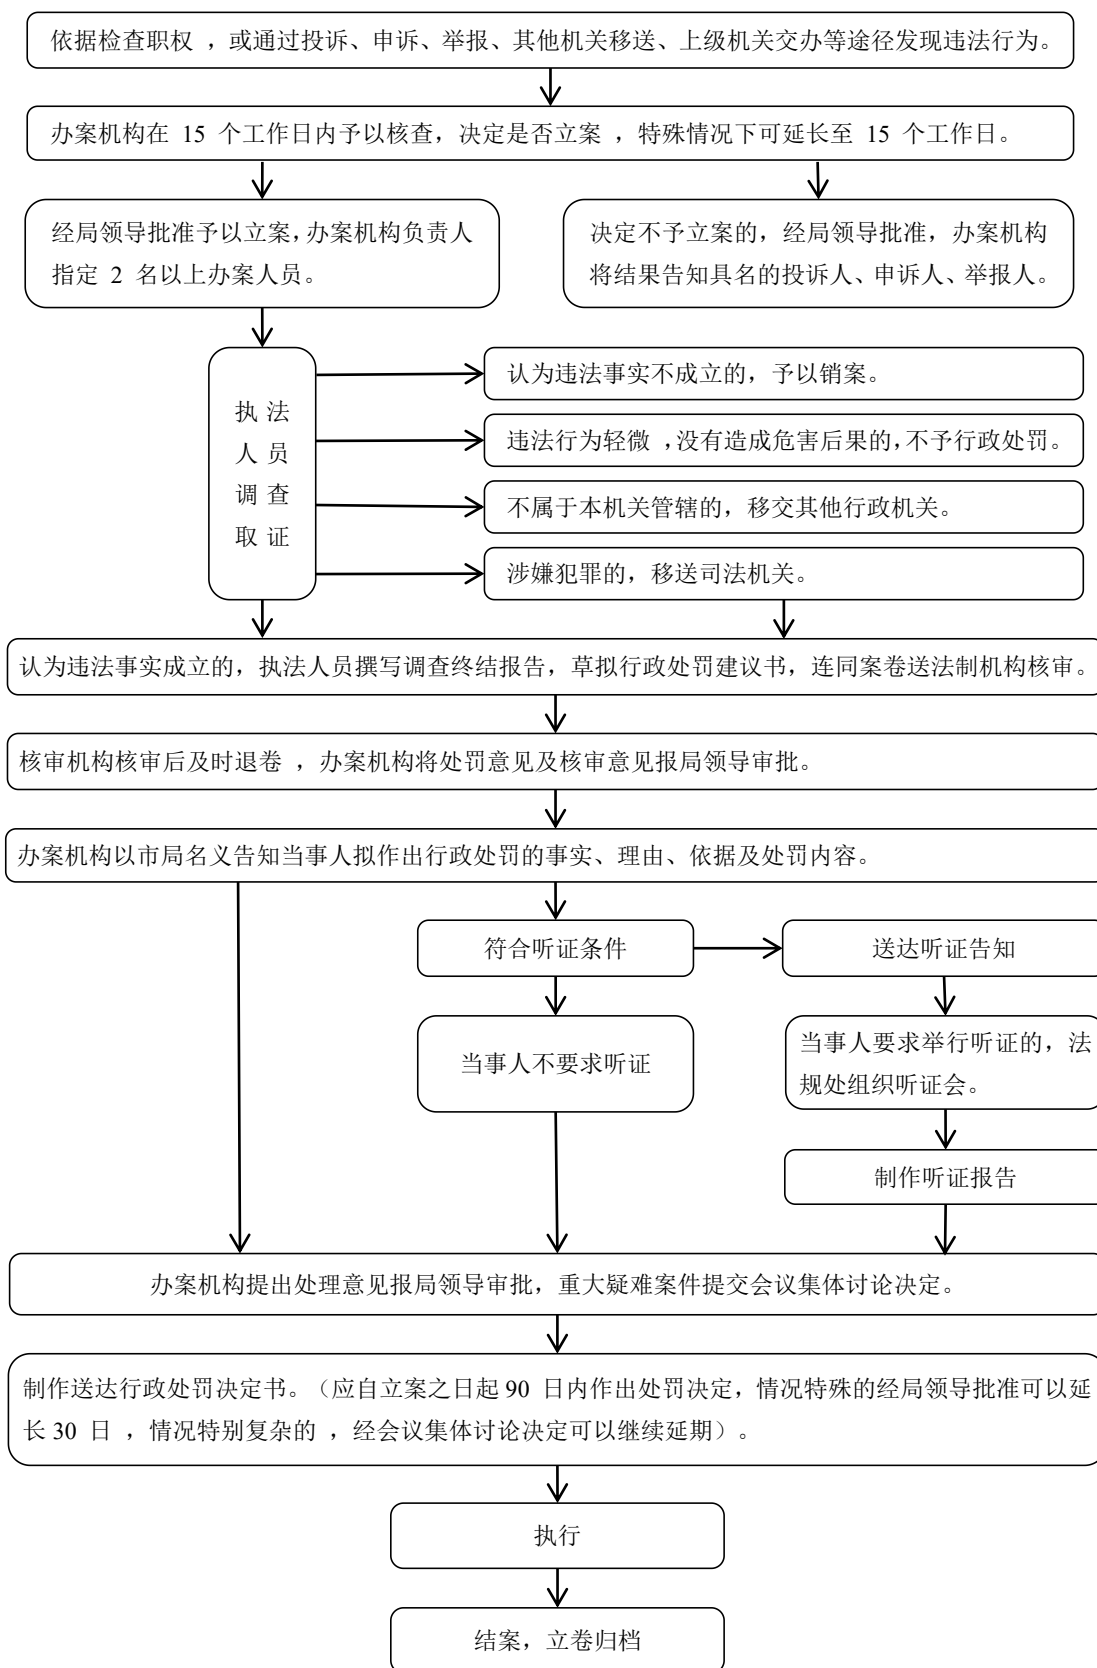 依据检查职权 ，或通过投诉、申诉、举报、其他机关移送、上级机关交办等途径发现违法行为。
办案机构在 15 个工作日内予以核查，决定是否立案 ，特殊情况下可延长至 15 个工作日。
经局领导批准予以立案，办案机构负责人
指定 2 名以上办案人员。
决定不予立案的，经局领导批准，办案机构
将结果告知具名的投诉人、申诉人、举报人。
执 法
人 员
调 查
取 证
认为违法事实不成立的，予以销案。
违法行为轻微 ，没有造成危害后果的，不予行政处罚。
不属于本机关管辖的，移交其他行政机关。
涉嫌犯罪的，移送司法机关。
认为违法事实成立的，执法人员撰写调查终结报告，草拟行政处罚建议书，连同案卷送法制机构核审。
核审机构核审后及时退卷 ，办案机构将处罚意见及核审意见报局领导审批。
办案机构以市局名义告知当事人拟作出行政处罚的事实、理由、依据及处罚内容。
符合听证条件
送达听证告知
当事人不要求听证
当事人要求举行听证的，法
规处组织听证会。
制作听证报告
办案机构提出处理意见报局领导审批，重大疑难案件提交会议集体讨论决定。
制作送达行政处罚决定书。（应自立案之日起 90 日内作出处罚决定，情况特殊的经局领导批准可以延
长 30 日 ，情况特别复杂的 ，经会议集体讨论决定可以继续延期）。
执行
结案，立卷归档